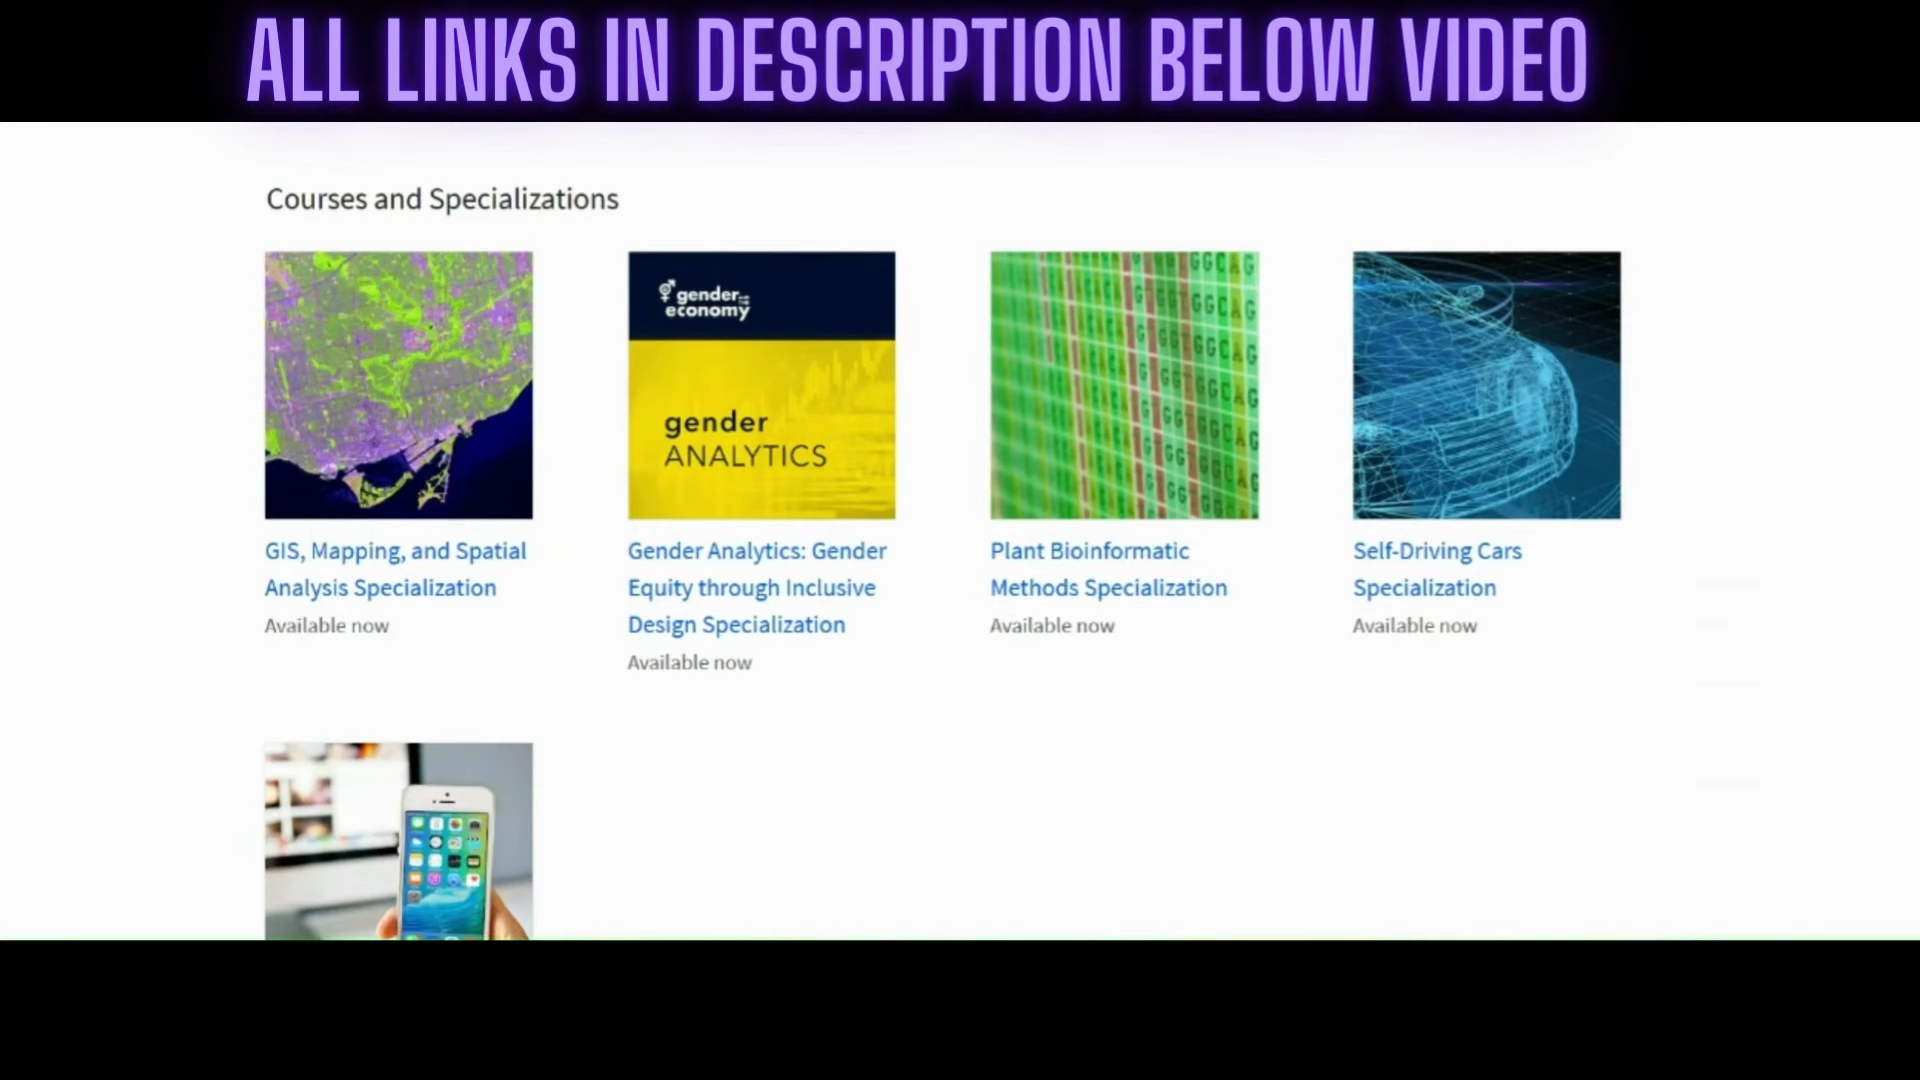 ALL LINKS IN DESCRIPTION BELOW VIDEO
Courses and Specializations
gender
economy
gender
ANALYTICS
GIS, Mapping, and Spatial
Analysis Specialization
Available now
Gender Analytics: Gender
Equity through Inclusive
Design Specialization
Available now
Plant Bioinformatic
Methods Specialization
Available now
Self-Driving Cars
Specialization
Available now